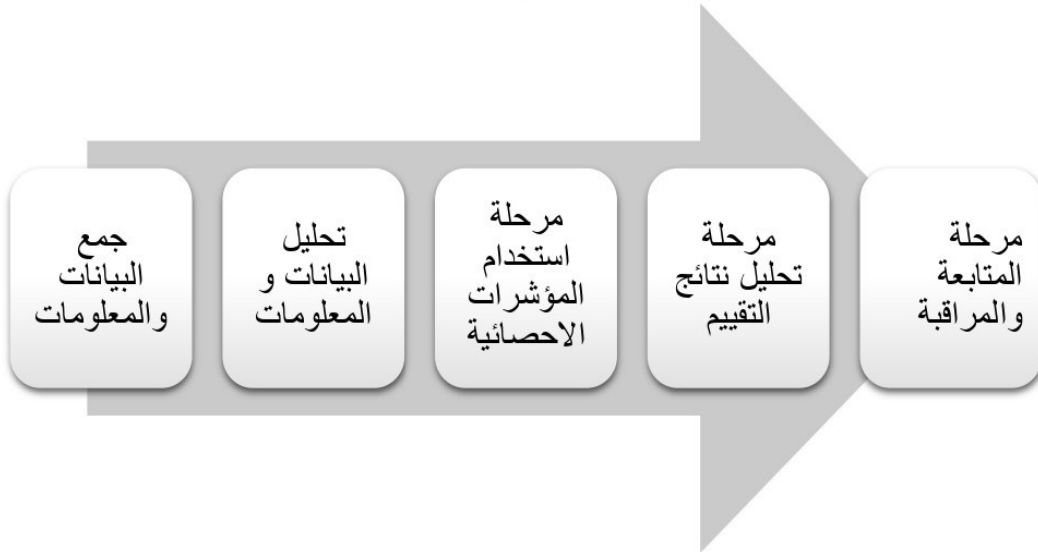 جمع
البيانات
والمعلومات
تحليل
البيانات و
المعلومات
مرحلة
استخدام
المؤشرات
الاحصائية
مرحلة
تحليل نتائج
التقييم
مرحلة
المتابعة
والمراقبة